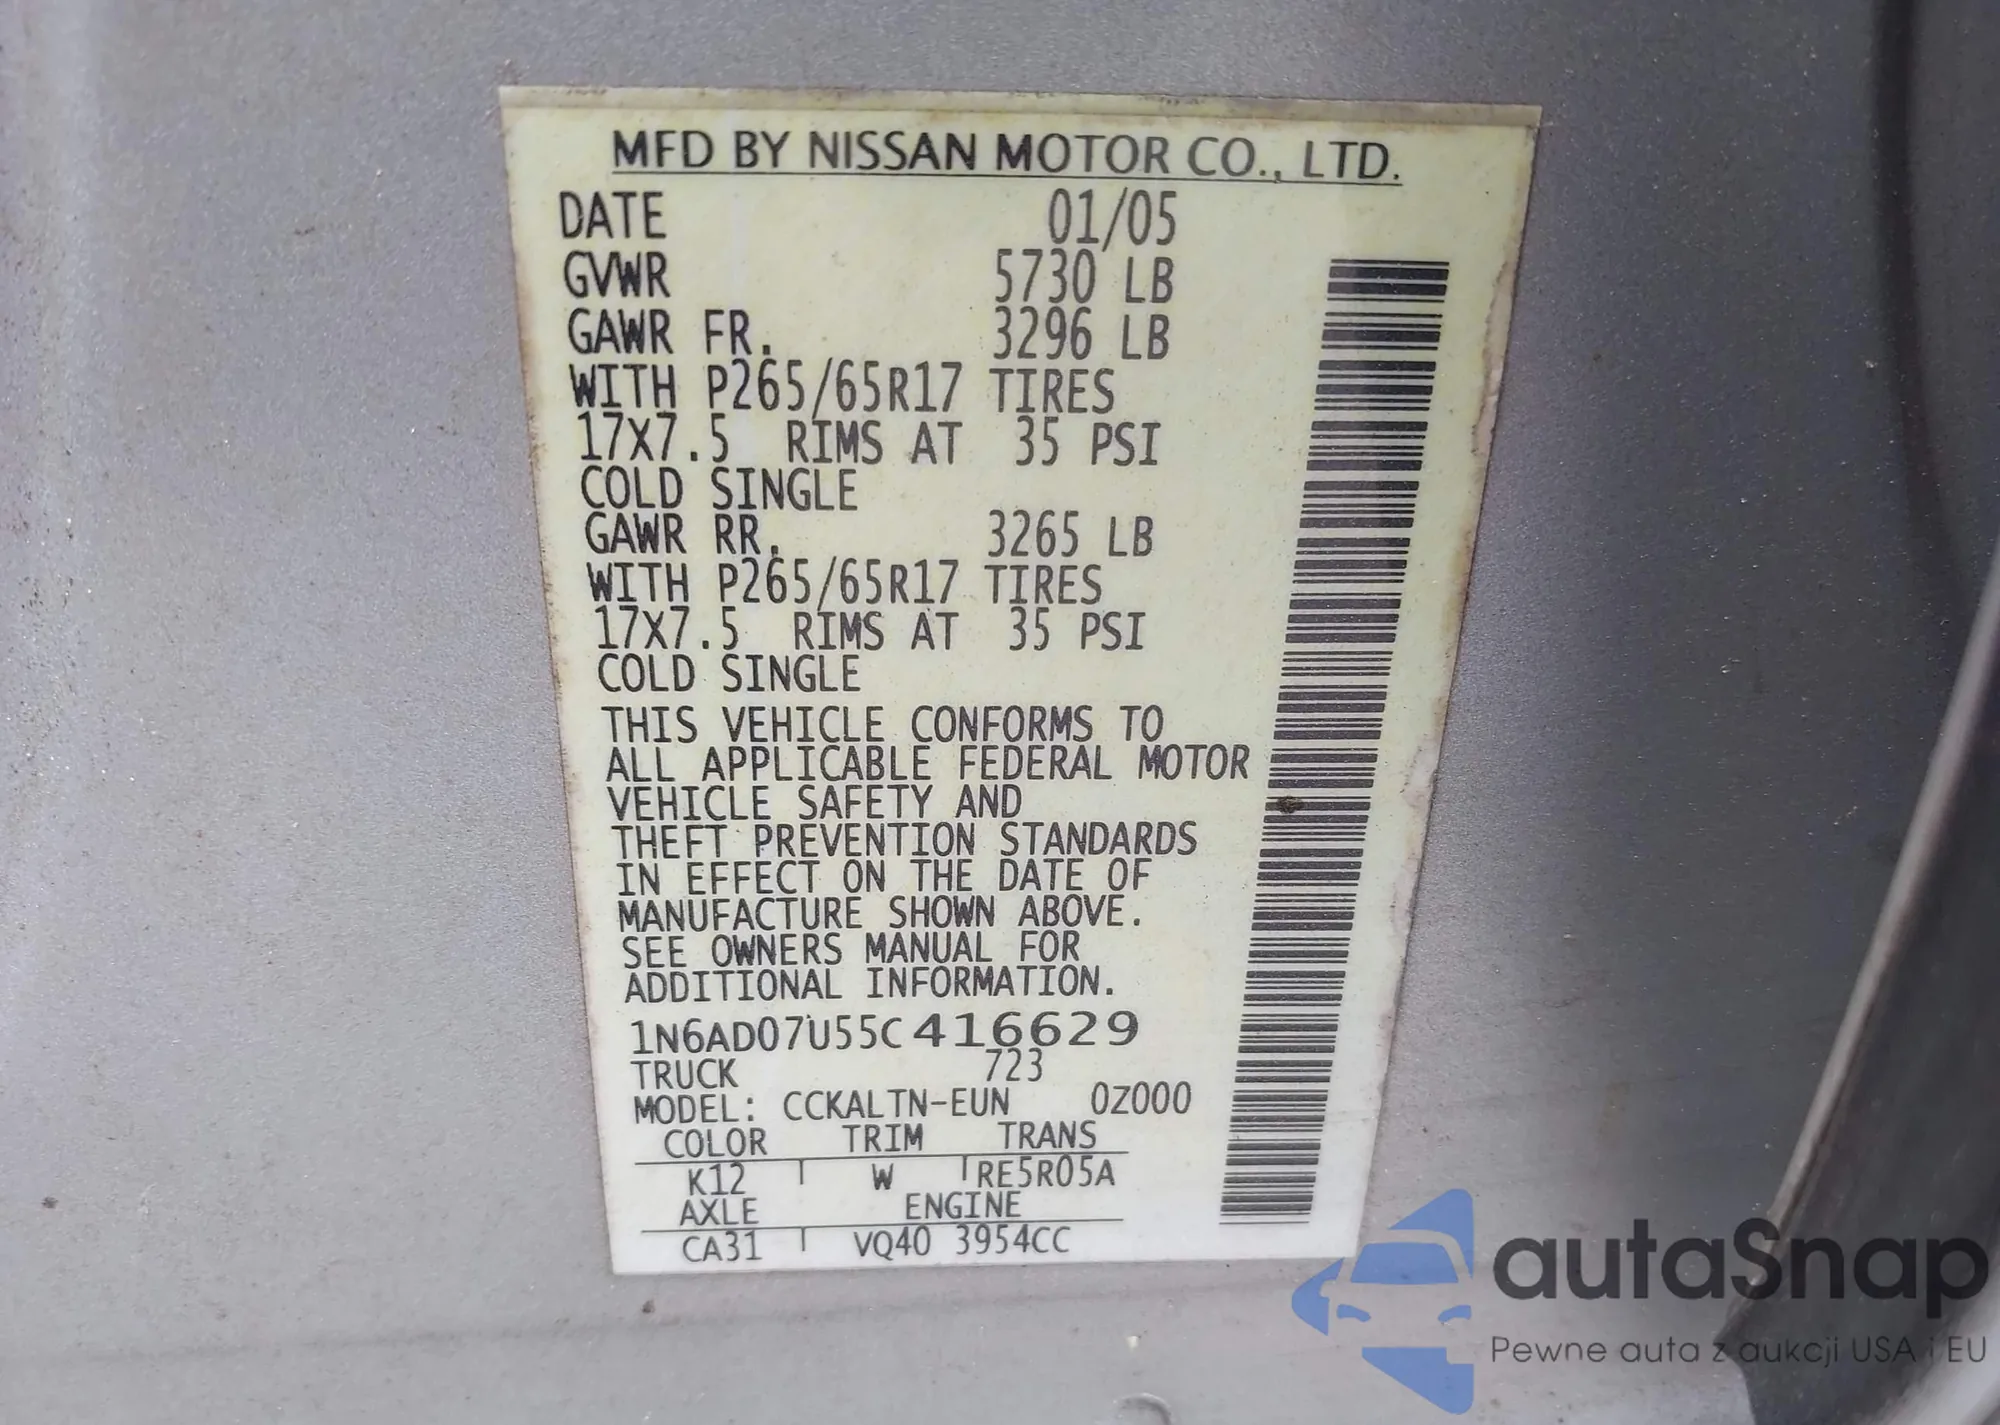 MFD BY NISSAN MOTOR CO., LTD.
DATE 01/05
GVWR 5730 LB
GAWR FR. 3296 LB
WITH P265/65R17 TIRES
17X7.5 RIMS AT 35 PSI
COLD SINGLE
GAWR RR. 3265 LB
WITH P265/65R17 TIRES
17X7.5 RIMS AT 35 PSI
COLD SINGLE
THIS VEHICLE CONFORMS TO
ALL APPLICABLE FEDERAL MOTOR
VEHICLE SAFETY AND
THEFT PREVENTION STANDARDS
IN EFFECT ON THE DATE OF
MANUFACTURE SHOWN ABOVE.
SEE OWNERS MANUAL FOR
ADDITIONAL INFORMATION.
1N6AD07U55C416629
TRUCK 723
MODEL: CCKALTN-EUN 0Z000
COLOR TRIM TRANS
K12 W RE5R05A
AXLE ENGINE
CA31 VQ40 3954CC
autaSnap
Pewne auta z aukcji USA i EU